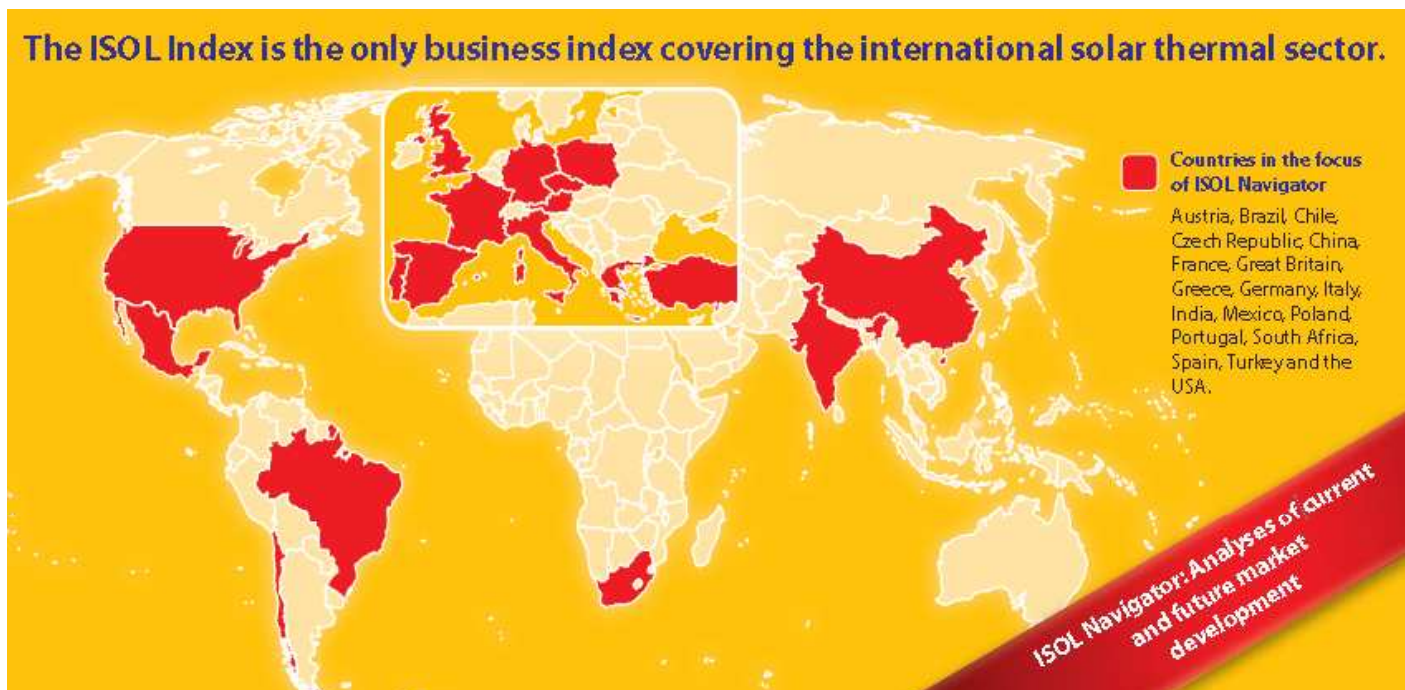 The ISOL Index is the only business index covering the international solar thermal sector.
Countries in the focus
of ISOL Navigator
Austria, Brazil, Chile,
Czech Republic, China,
France, Great Britain,
Greece, Germany, Italy,
India, Mexico, Poland,
Portugal, South Africa,
Spain, Turkey and the
USA.
ISOL Navigator: Analyses of current
and future market
development